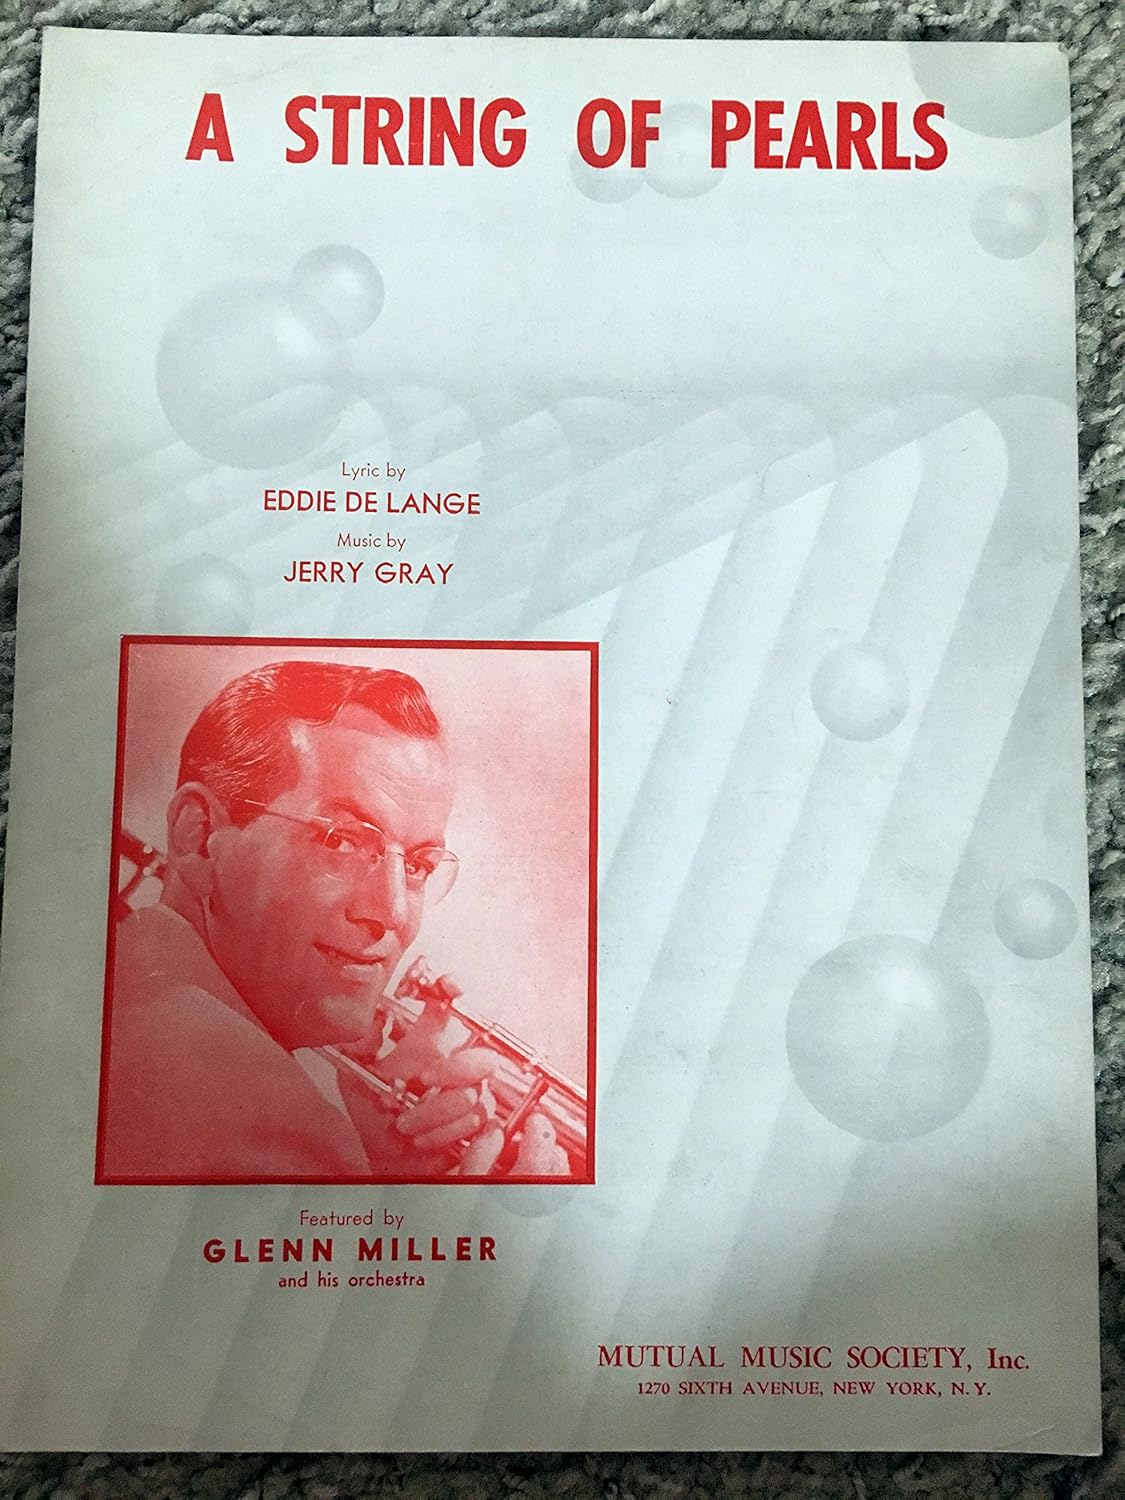 A STRING OF PEARLS
Lyric by
EDDIE DE LANGE
Music by
JERRY GRAY
Featured by
GLENN MILLER
and his orchestra
MUTUAL MUSIC SOCIETY, Inc.
1270 SIXTH AVENUE, NEW YORK, N. Y.